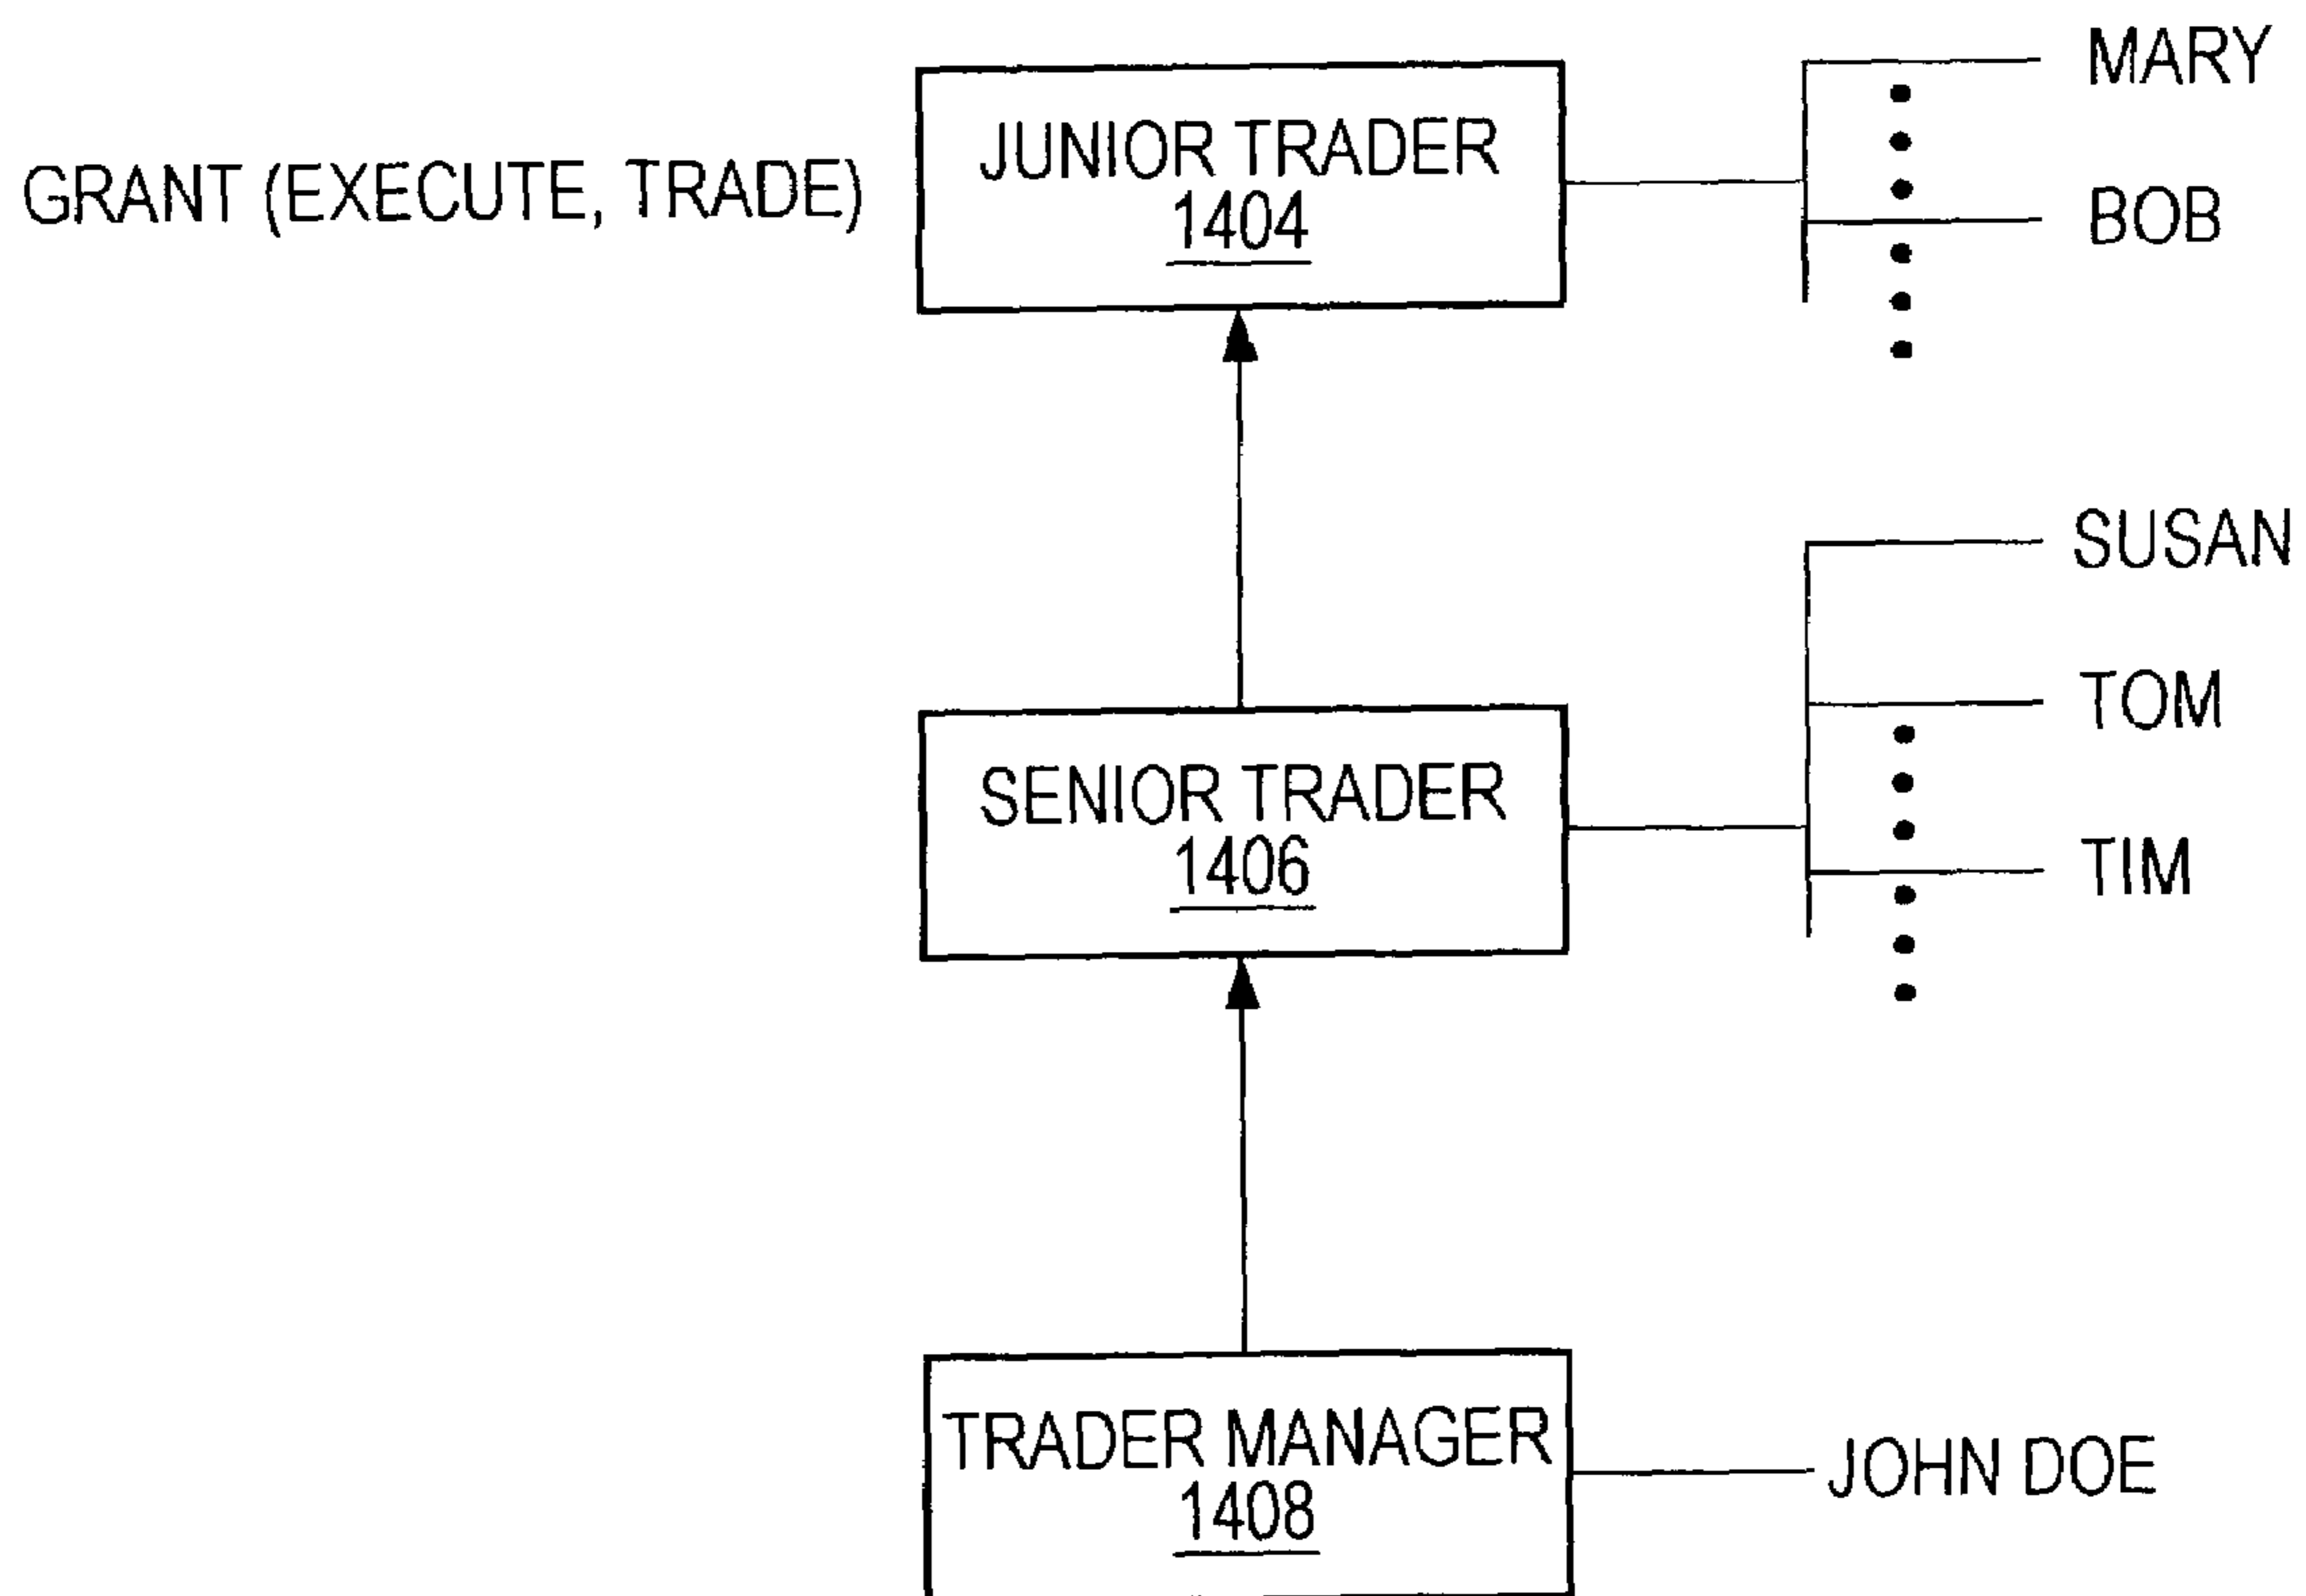 GRANT (EXECUTE, TRADE)
JUNIOR TRADER
1404
MARY
BOB
SENIOR TRADER
1406
SUSAN
TOM
TIM
TRADER MANAGER
1408
JOHN DOE